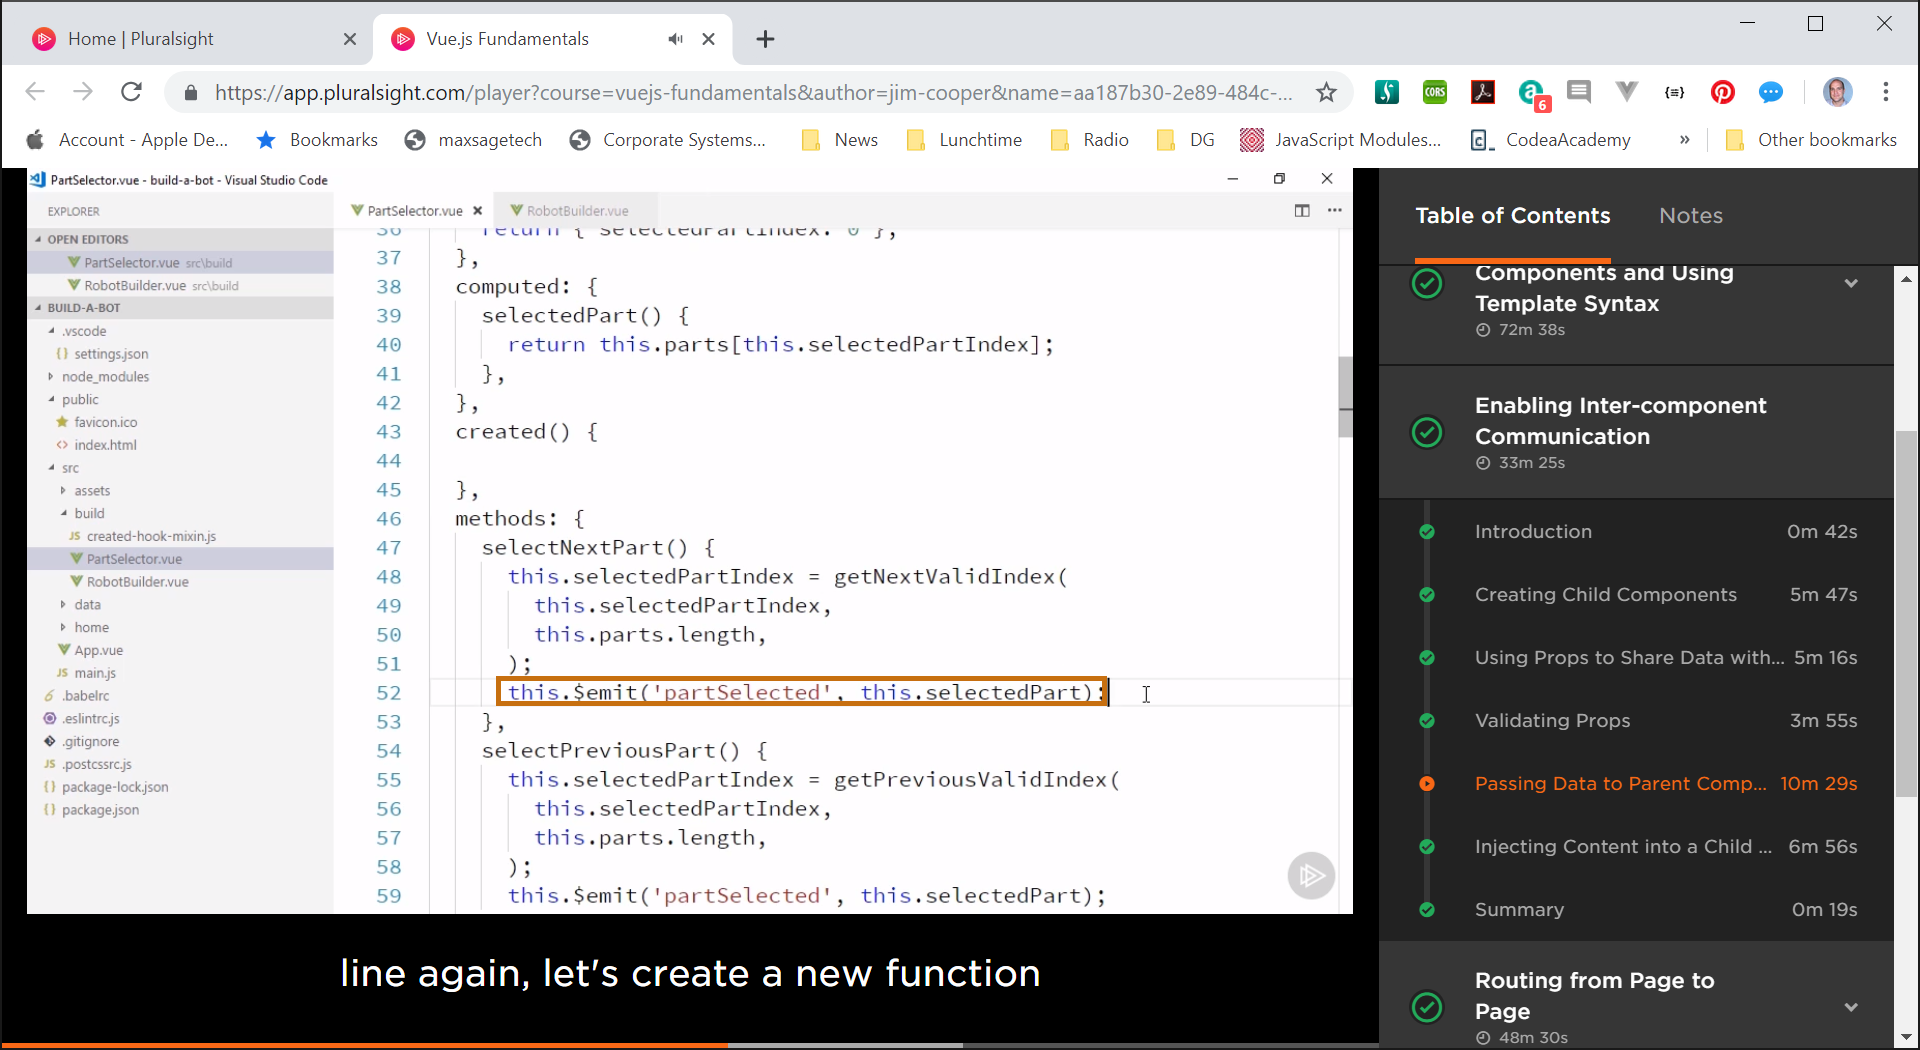 Home | Pluralsight
Vue.js Fundamentals
https://app.pluralsight.com/player?course=vuejs-fundamentals&author=jim-cooper&name=aa187b30-2e89-484c-...
CORS
6
{≡}
Account - Apple De...
Bookmarks
maxsagetech
Corporate Systems...
News
Lunchtime
Radio
DG
JavaScript Modules...
CodeaAcademy
»
Other bookmarks
PartSelector.vue - build-a-bot - Visual Studio Code
EXPLORER
OPEN EDITORS
PartSelector.vue src\build
RobotBuilder.vue src\build
BUILD-A-BOT
.vscode
{} settings.json
node_modules
public
favicon.ico
<> index.html
src
assets
build
JS created-hook-mixin.js
PartSelector.vue
RobotBuilder.vue
data
home
App.vue
JS main.js
.babelrc
.eslintrc.js
.gitignore
JS .postcssrc.js
{} package-lock.json
{} package.json
PartSelector.vue
RobotBuilder.vue
36 return { selectedPartIndex: 0 };
37 },
38 computed: {
39 selectedPart() {
40 return this.parts[this.selectedPartIndex];
41 },
42 },
43 created() {
44
45 },
46 methods: {
47 selectNextPart() {
48 this.selectedPartIndex = getNextValidIndex(
49 this.selectedPartIndex,
50 this.parts.length,
51 );
52 this.$emit('partSelected', this.selectedPart);
53 },
54 selectPreviousPart() {
55 this.selectedPartIndex = getPreviousValidIndex(
56 this.selectedPartIndex,
57 this.parts.length,
58 );
59 this.$emit('partSelected', this.selectedPart);
line again, let's create a new function
Table of Contents
Notes
Components and Using
Template Syntax
72m 38s
Enabling Inter-component
Communication
33m 25s
Introduction 0m 42s
Creating Child Components 5m 47s
Using Props to Share Data with... 5m 16s
Validating Props 3m 55s
Passing Data to Parent Comp... 10m 29s
Injecting Content into a Child ... 6m 56s
Summary 0m 19s
Routing from Page to
Page
48m 30s